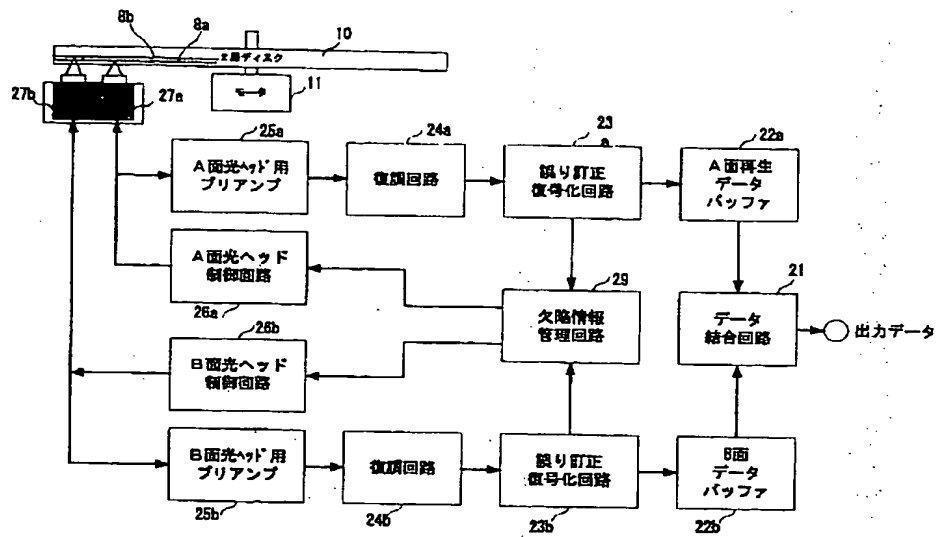 8b
8a
10
2層ディスク
27b
27a
モータ
11
25a
A面光ヘッド用
プリアンプ
24a
復調回路
23
a
誤り訂正
復号化回路
22a
A面再生
データ
バッファ
A面光ヘッド
制御回路
26a
29
欠陥情報
管理回路
21
データ
結合回路
出力データ
26b
B面光ヘッド
制御回路
B面光ヘッド用
プリアンプ
25b
復調回路
24b
誤り訂正
復号化回路
23b
B面
データ
バッファ
22b